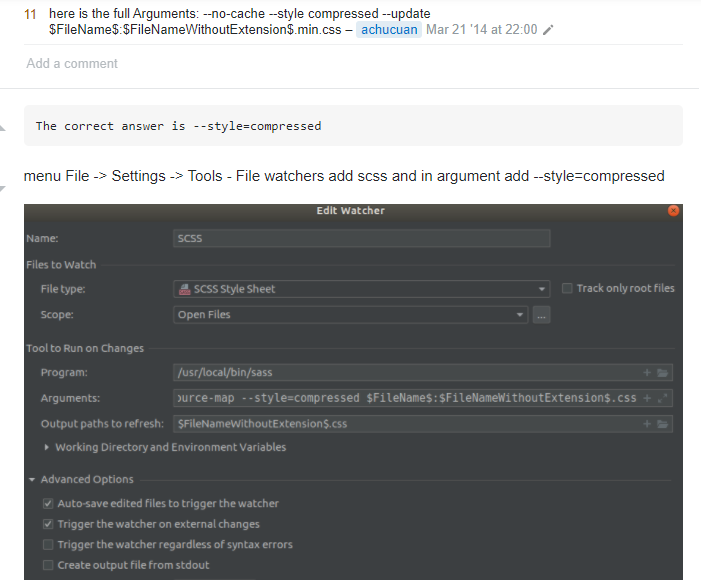 11 here is the full Arguments: --no-cache --style compressed --update
$FileName$:$FileNameWithoutExtension$.min.css – achucuan Mar 21 '14 at 22:00
Add a comment
The correct answer is --style=compressed
menu File -> Settings -> Tools - File watchers add scss and in argument add --style=compressed
Edit Watcher
Name: SCSS
Files to Watch
File type: SCSS Style Sheet Track only root files
Scope: Open Files ...
Tool to Run on Changes
Program: /usr/local/bin/sass
Arguments: ource-map --style=compressed $FileName$:$FileNameWithoutExtension$.css
Output paths to refresh: $FileNameWithoutExtension$.css
Working Directory and Environment Variables
Advanced Options
Auto-save edited files to trigger the watcher
Trigger the watcher on external changes
Trigger the watcher regardless of syntax errors
Create output file from stdout